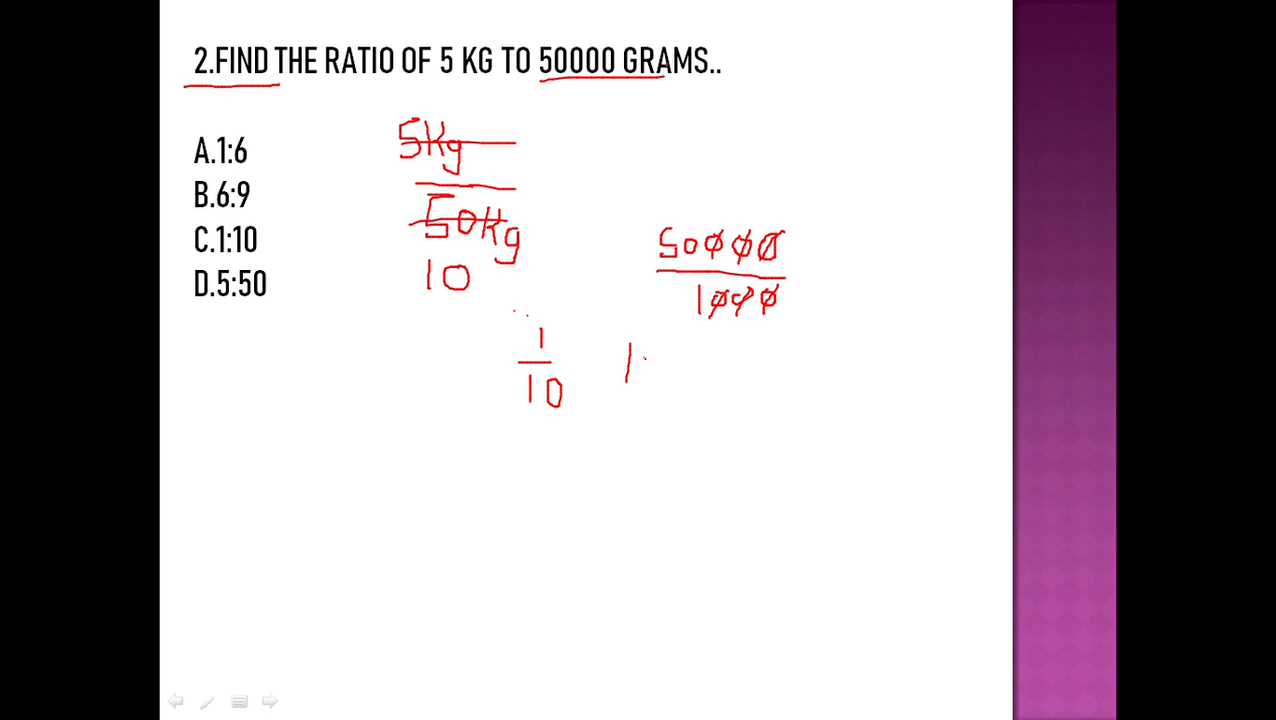 2.FIND THE RATIO OF 5 KG TO 50000 GRAMS..
A.1:6
B.6:9
C.1:10
D.5:50
5Kg
50Kg
10
50000
1000
1
10
1